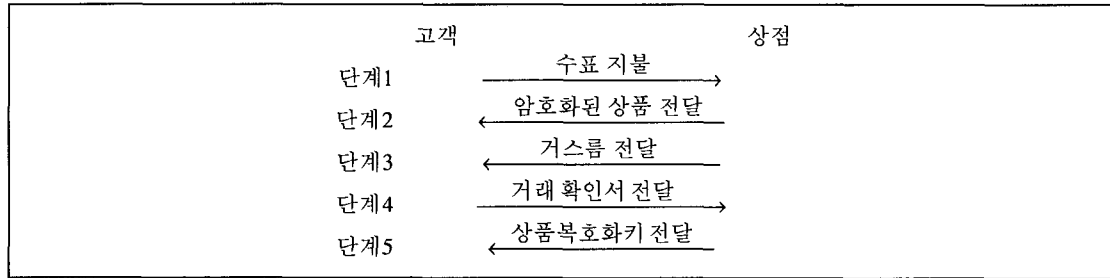 고객 상점
단계1 수표 지불
단계2 암호화된 상품 전달
단계3 거스름 전달
단계4 거래 확인서 전달
단계5 상품복호화키 전달